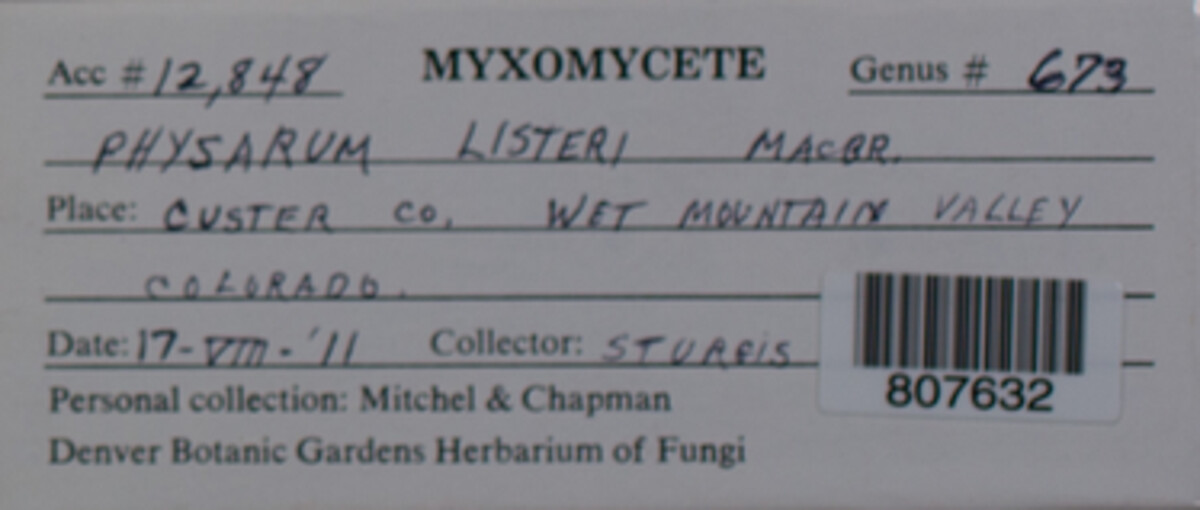 Acc # 12,848 MYXOMYCETE Genus # 673
PHYSARUM LISTERI MACBR.
Place: CUSTER CO, WET MOUNTAIN VALLEY
COLORADO.
Date: 17-VIII-'11 Collector: STURGIS
807632
Personal collection: Mitchel & Chapman
Denver Botanic Gardens Herbarium of Fungi